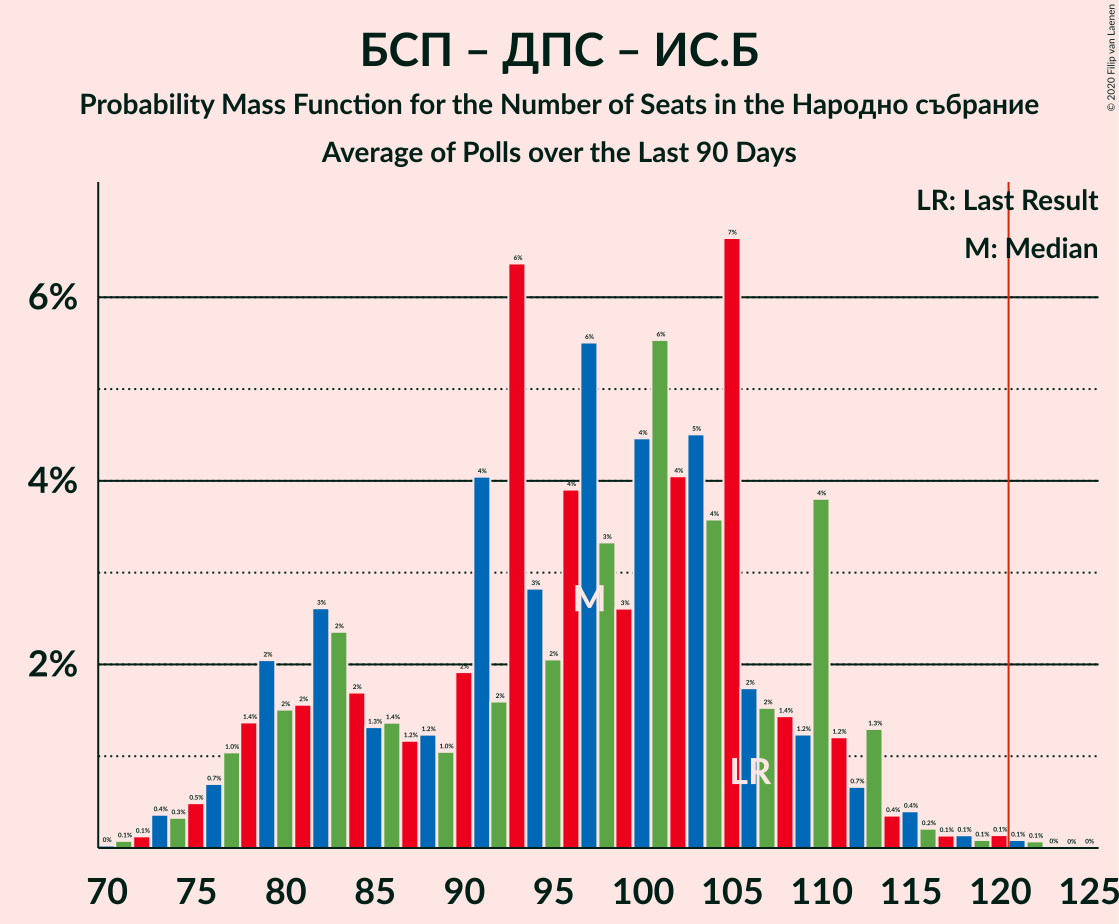 БСП – ДПС – ИС.Б
Probability Mass Function for the Number of Seats in the Народно събрание
Average of Polls over the Last 90 Days
© 2020 Filip van Laenen
LR: Last Result
M: Median
6%
4%
2%
0% 0.1% 0.1% 0.4% 0.3% 0.5% 0.7% 1.0% 1.4% 2% 2% 2% 3% 2% 2% 1.3% 1.4% 1.2% 1.2% 1.0% 2% 4% 2% 6% 3% 2% 4% 6% 3% 3% 4% 6% 4% 5% 4% 7% 2% 2% 1.4% 1.2% 4% 1.2% 0.7% 1.3% 0.4% 0.4% 0.2% 0.1% 0.1% 0.1% 0.1% 0.1% 0.1% 0% 0% 0%
M
LR
70 75 80 85 90 95 100 105 110 115 120 125